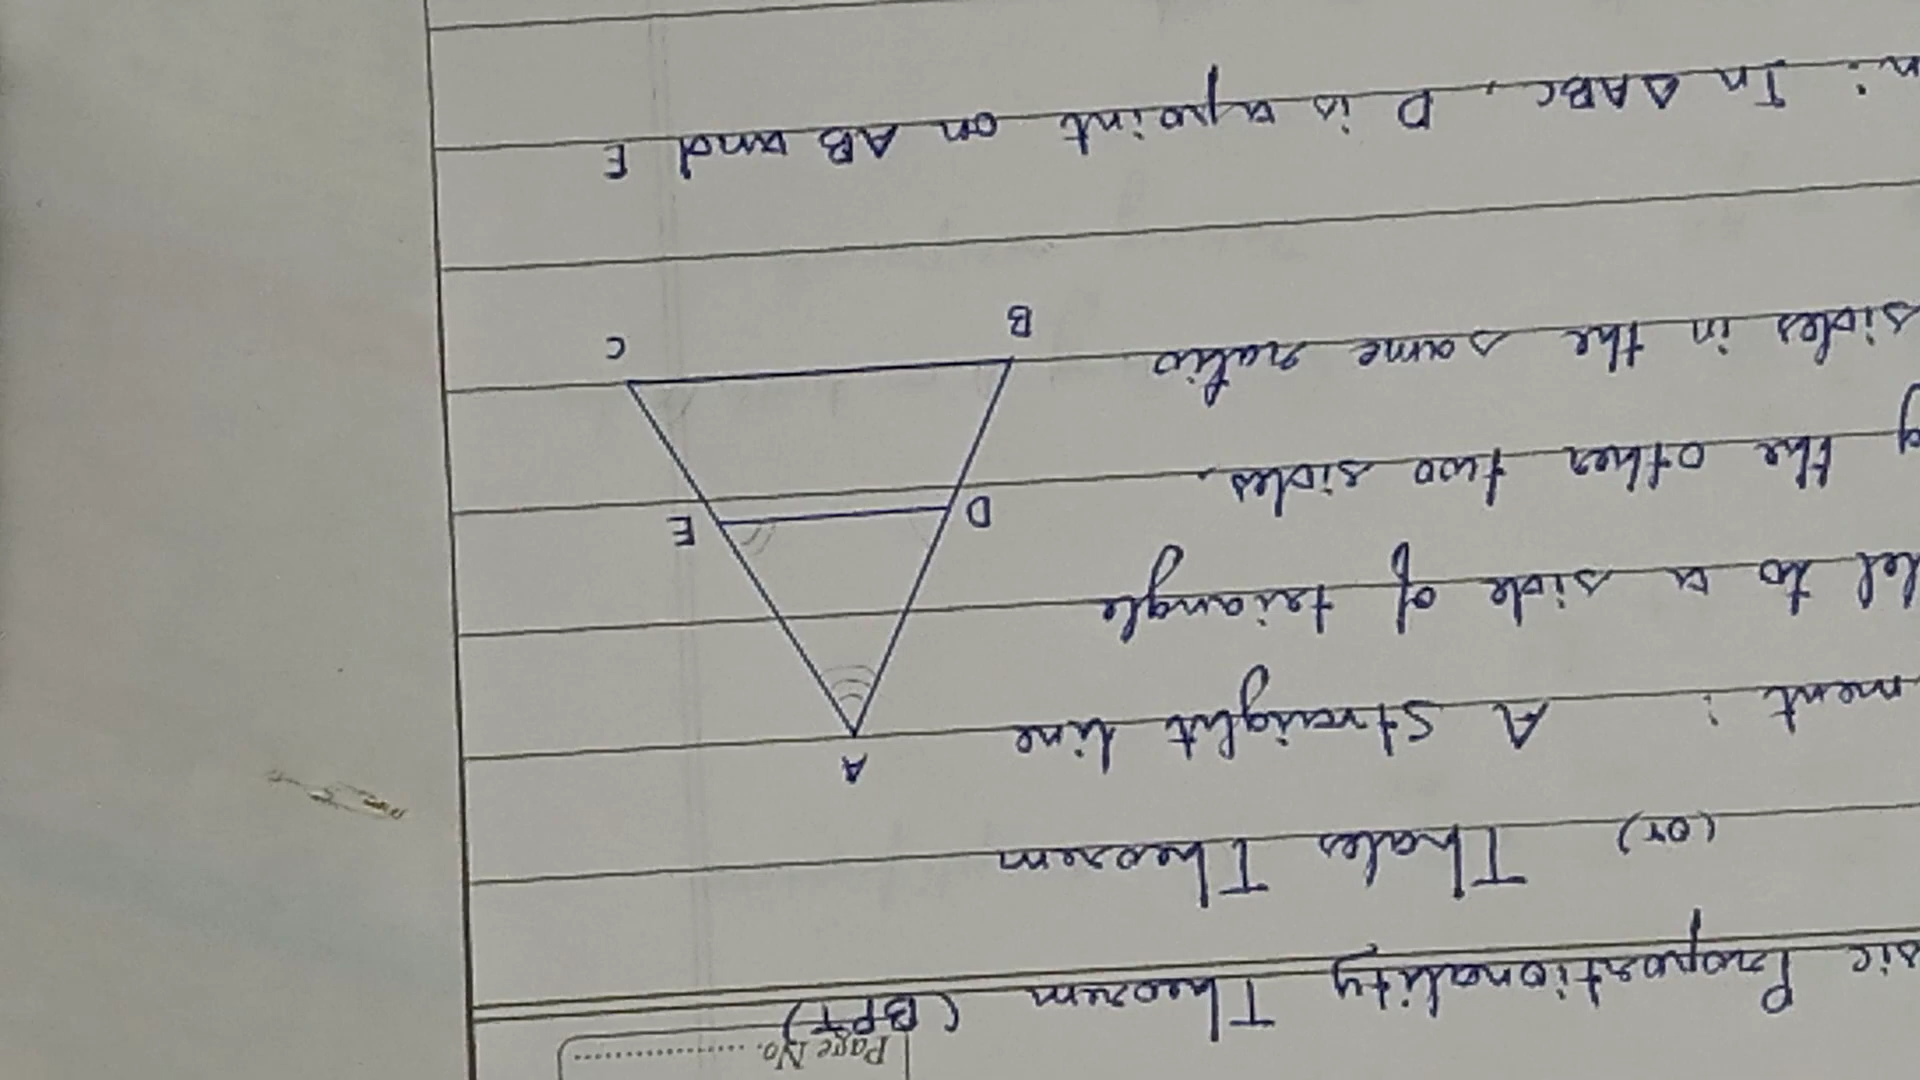 Page No.
sic Proportionality Theorem (BPT)
(or) Thales Theorem
ment : A straight line
lel to a side of triangle
g the other two sides.
sides in the same ratio
A
D
E
B
C
n: In ΔABC, D is a point on AB and E